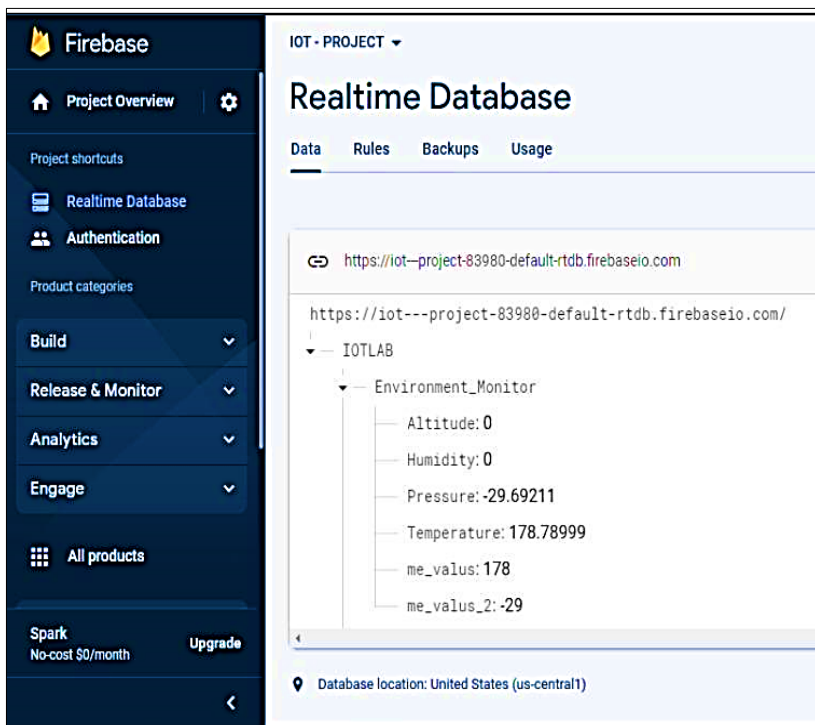 Firebase
Project Overview
Project shortcuts
Realtime Database
Authentication
Product categories
Build
Release & Monitor
Analytics
Engage
All products
Spark
No-cost $0/month
Upgrade
IOT - PROJECT
Realtime Database
Data Rules Backups Usage
https://iot---project-83980-default-rtdb.firebaseio.com
https://iot---project-83980-default-rtdb.firebaseio.com/
IOTLAB
Environment_Monitor
Altitude: 0
Humidity: 0
Pressure: -29.69211
Temperature: 178.78999
me_valus: 178
me_valus_2: -29
Database location: United States (us-central1)